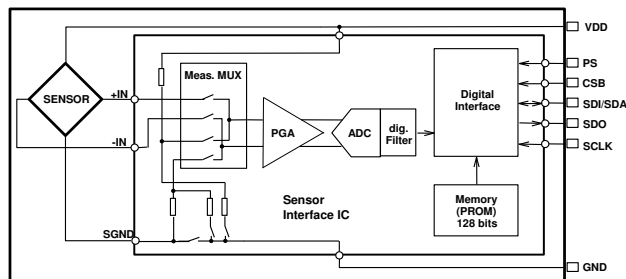 VDD
PS
CSB
SDI/SDA
SDO
SCLK
GND
SENSOR
+IN
-IN
SGND
Meas. MUX
PGA
ADC
dig.
Filter
Digital
Interface
Memory
(PROM)
128 bits
Sensor
Interface IC